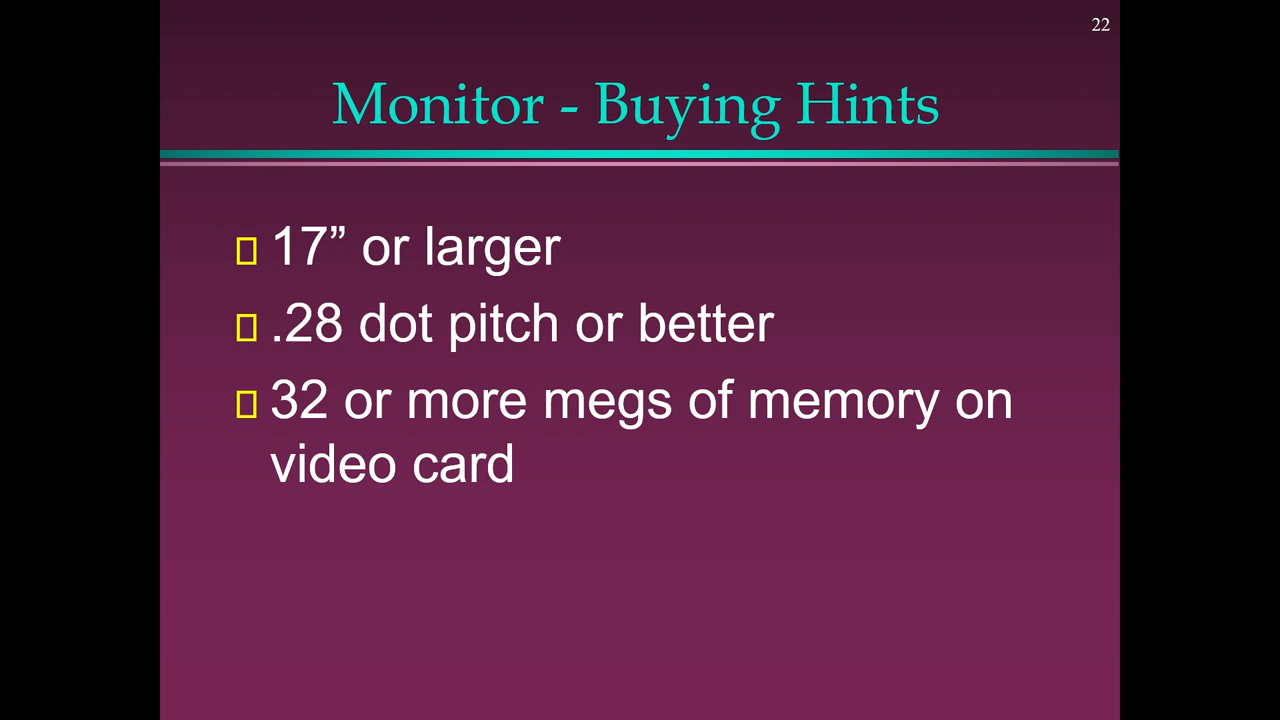 22
Monitor - Buying Hints
17” or larger
.28 dot pitch or better
32 or more megs of memory on
video card